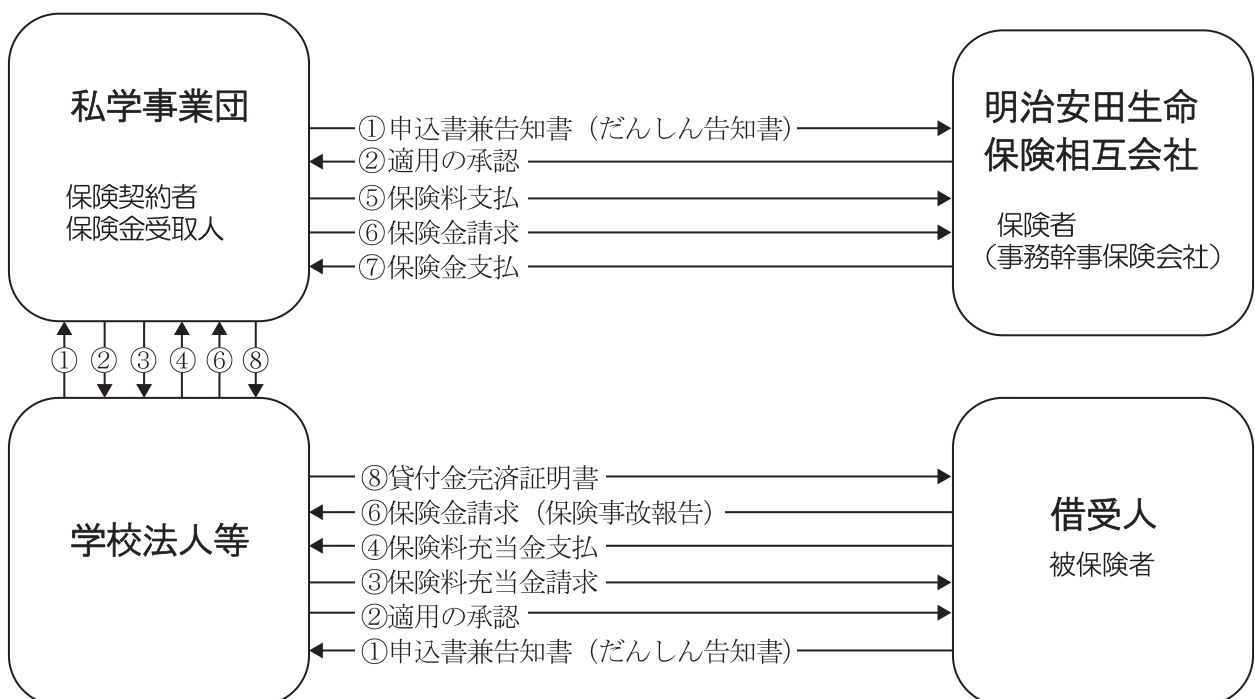 私学事業団
保険契約者
保険金受取人
①申込書兼告知書（だんしん告知書）
②適用の承認
⑤保険料支払
⑥保険金請求
⑦保険金支払
明治安田生命
保険相互会社
保険者
（事務幹事保険会社）
① ② ③ ④ ⑥ ⑧
学校法人等
⑧貸付金完済証明書
⑥保険金請求（保険事故報告）
④保険料充当金支払
③保険料充当金請求
②適用の承認
①申込書兼告知書（だんしん告知書）
借受人
被保険者